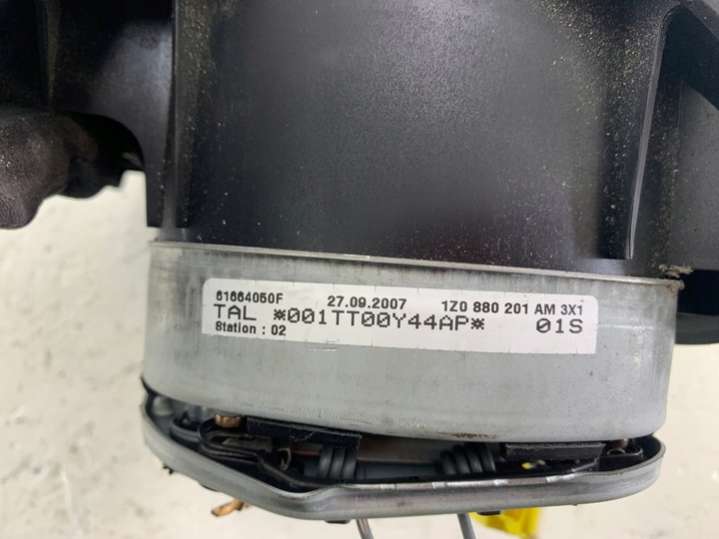 61664050F 27.09.2007 1Z0 880 201 AM 3X1
TAL *001TT00Y44AP* 01S
Station : 02